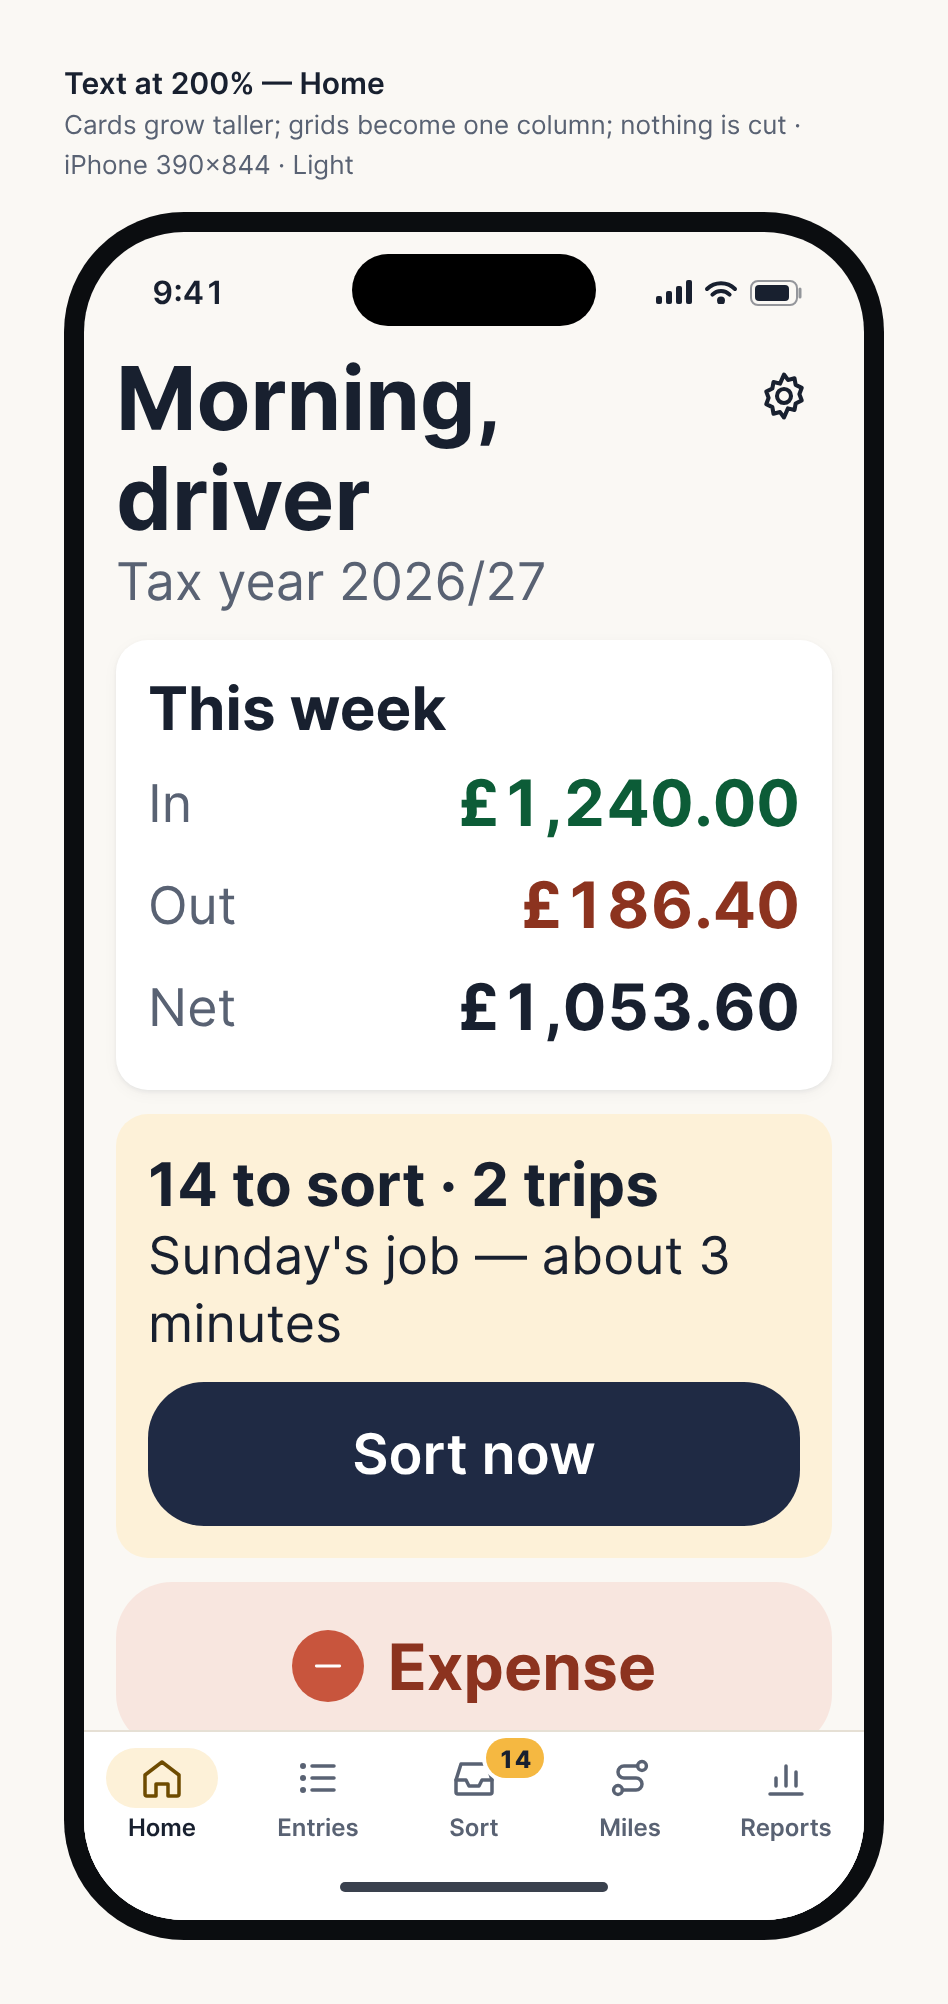 Text at 200% — Home
Cards grow taller; grids become one column; nothing is cut ·
iPhone 390×844 · Light
9:41
Morning,
driver
Tax year 2026/27
This week
In £1,240.00
Out £186.40
Net £1,053.60
14 to sort · 2 trips
Sunday's job — about 3
minutes
Sort now
Expense
14
Home Entries Sort Miles Reports